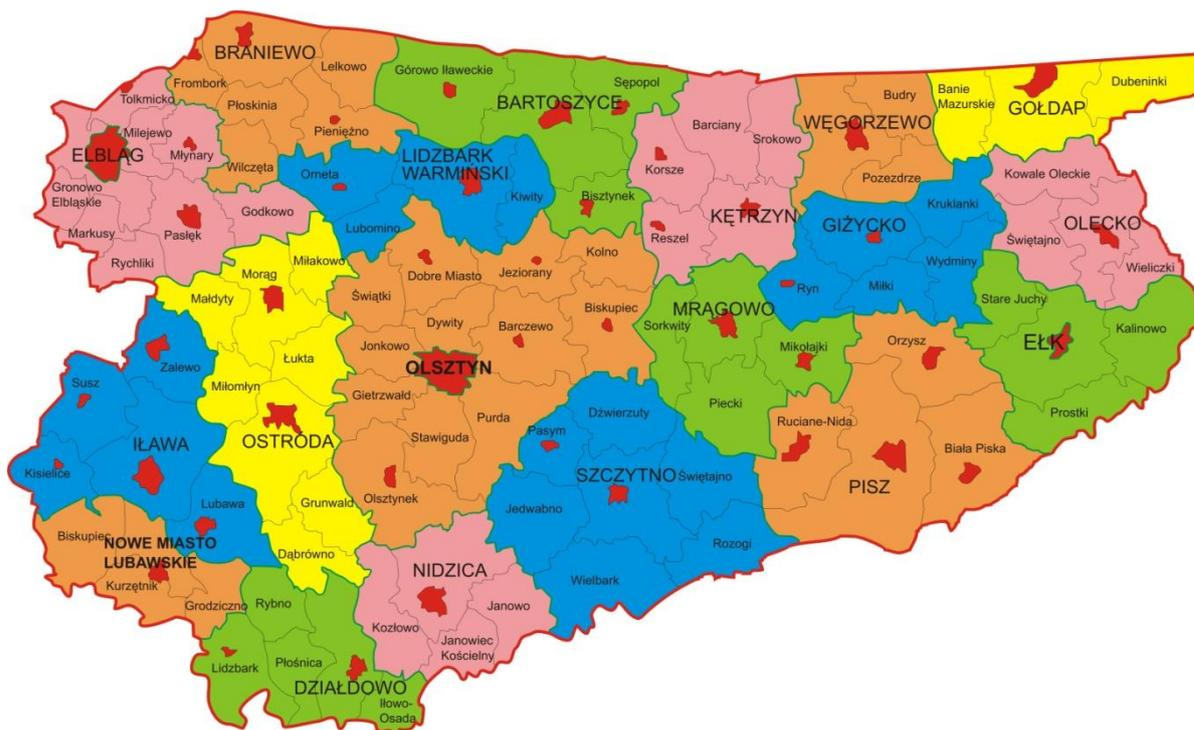 BRANIEWO
Lelkowo
Frombork
Płoskinia
Pieniężno
Wilczęta
Górowo Iławeckie
Sępopol
BARTOSZYCE
Bisztynek
Tolkmicko
Milejewo
Młynary
ELBLĄG
Gronowo
Elbląskie
Markusy
Pasłęk
Godkowo
Rychliki
Orneta
LIDZBARK
WARMIŃSKI
Kiwity
Lubomino
Barciany
Srokowo
Korsze
KĘTRZYN
Reszel
Budry
WĘGORZEWO
Pozezdrze
Banie
Mazurskie
GOŁDAP
Dubeninki
Kowale Oleckie
OLECKO
Świętajno
Wieliczki
Kruklanki
GIŻYCKO
Wydminy
Ryn
Miłki
Stare Juchy
Kalinowo
EŁK
Prostki
Miłakowo
Morąg
Małdyty
Łukta
Miłomłyn
OSTRÓDA
Grunwald
Dąbrówno
Dobre Miasto
Jeziorany
Kolno
Świątki
Dywity
Barczewo
Biskupiec
Jonkowo
OLSZTYN
Gietrzwałd
Purda
Stawiguda
Olsztynek
MRĄGOWO
Sorkwity
Mikołajki
Piecki
Orzysz
Ruciane-Nida
Biała Piska
PISZ
Zalewo
Susz
IŁAWA
Kisielice
Lubawa
Dźwierzuty
Pasym
SZCZYTNO
Świętajno
Jedwabno
Rozogi
Wielbark
Biskupiec
NOWE MIASTO
LUBAWSKIE
Kurzętnik
Grodziczno
NIDZICA
Janowo
Kozłowo
Janowiec
Kościelny
Rybno
Lidzbark
Płośnica
DZIAŁDOWO
Iłowo-
Osada